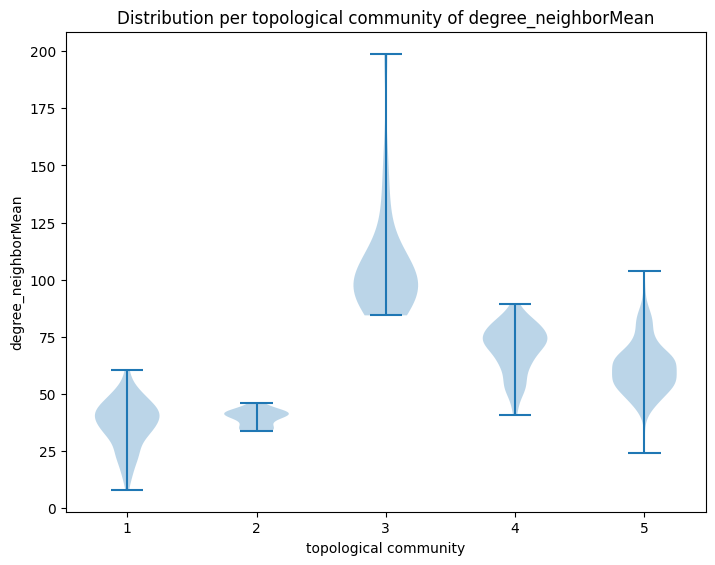 Distribution per topological community of degree_neighborMean
200
175
150
125
100
75
50
25
0
degree_neighborMean
1 2 3 4 5
topological community